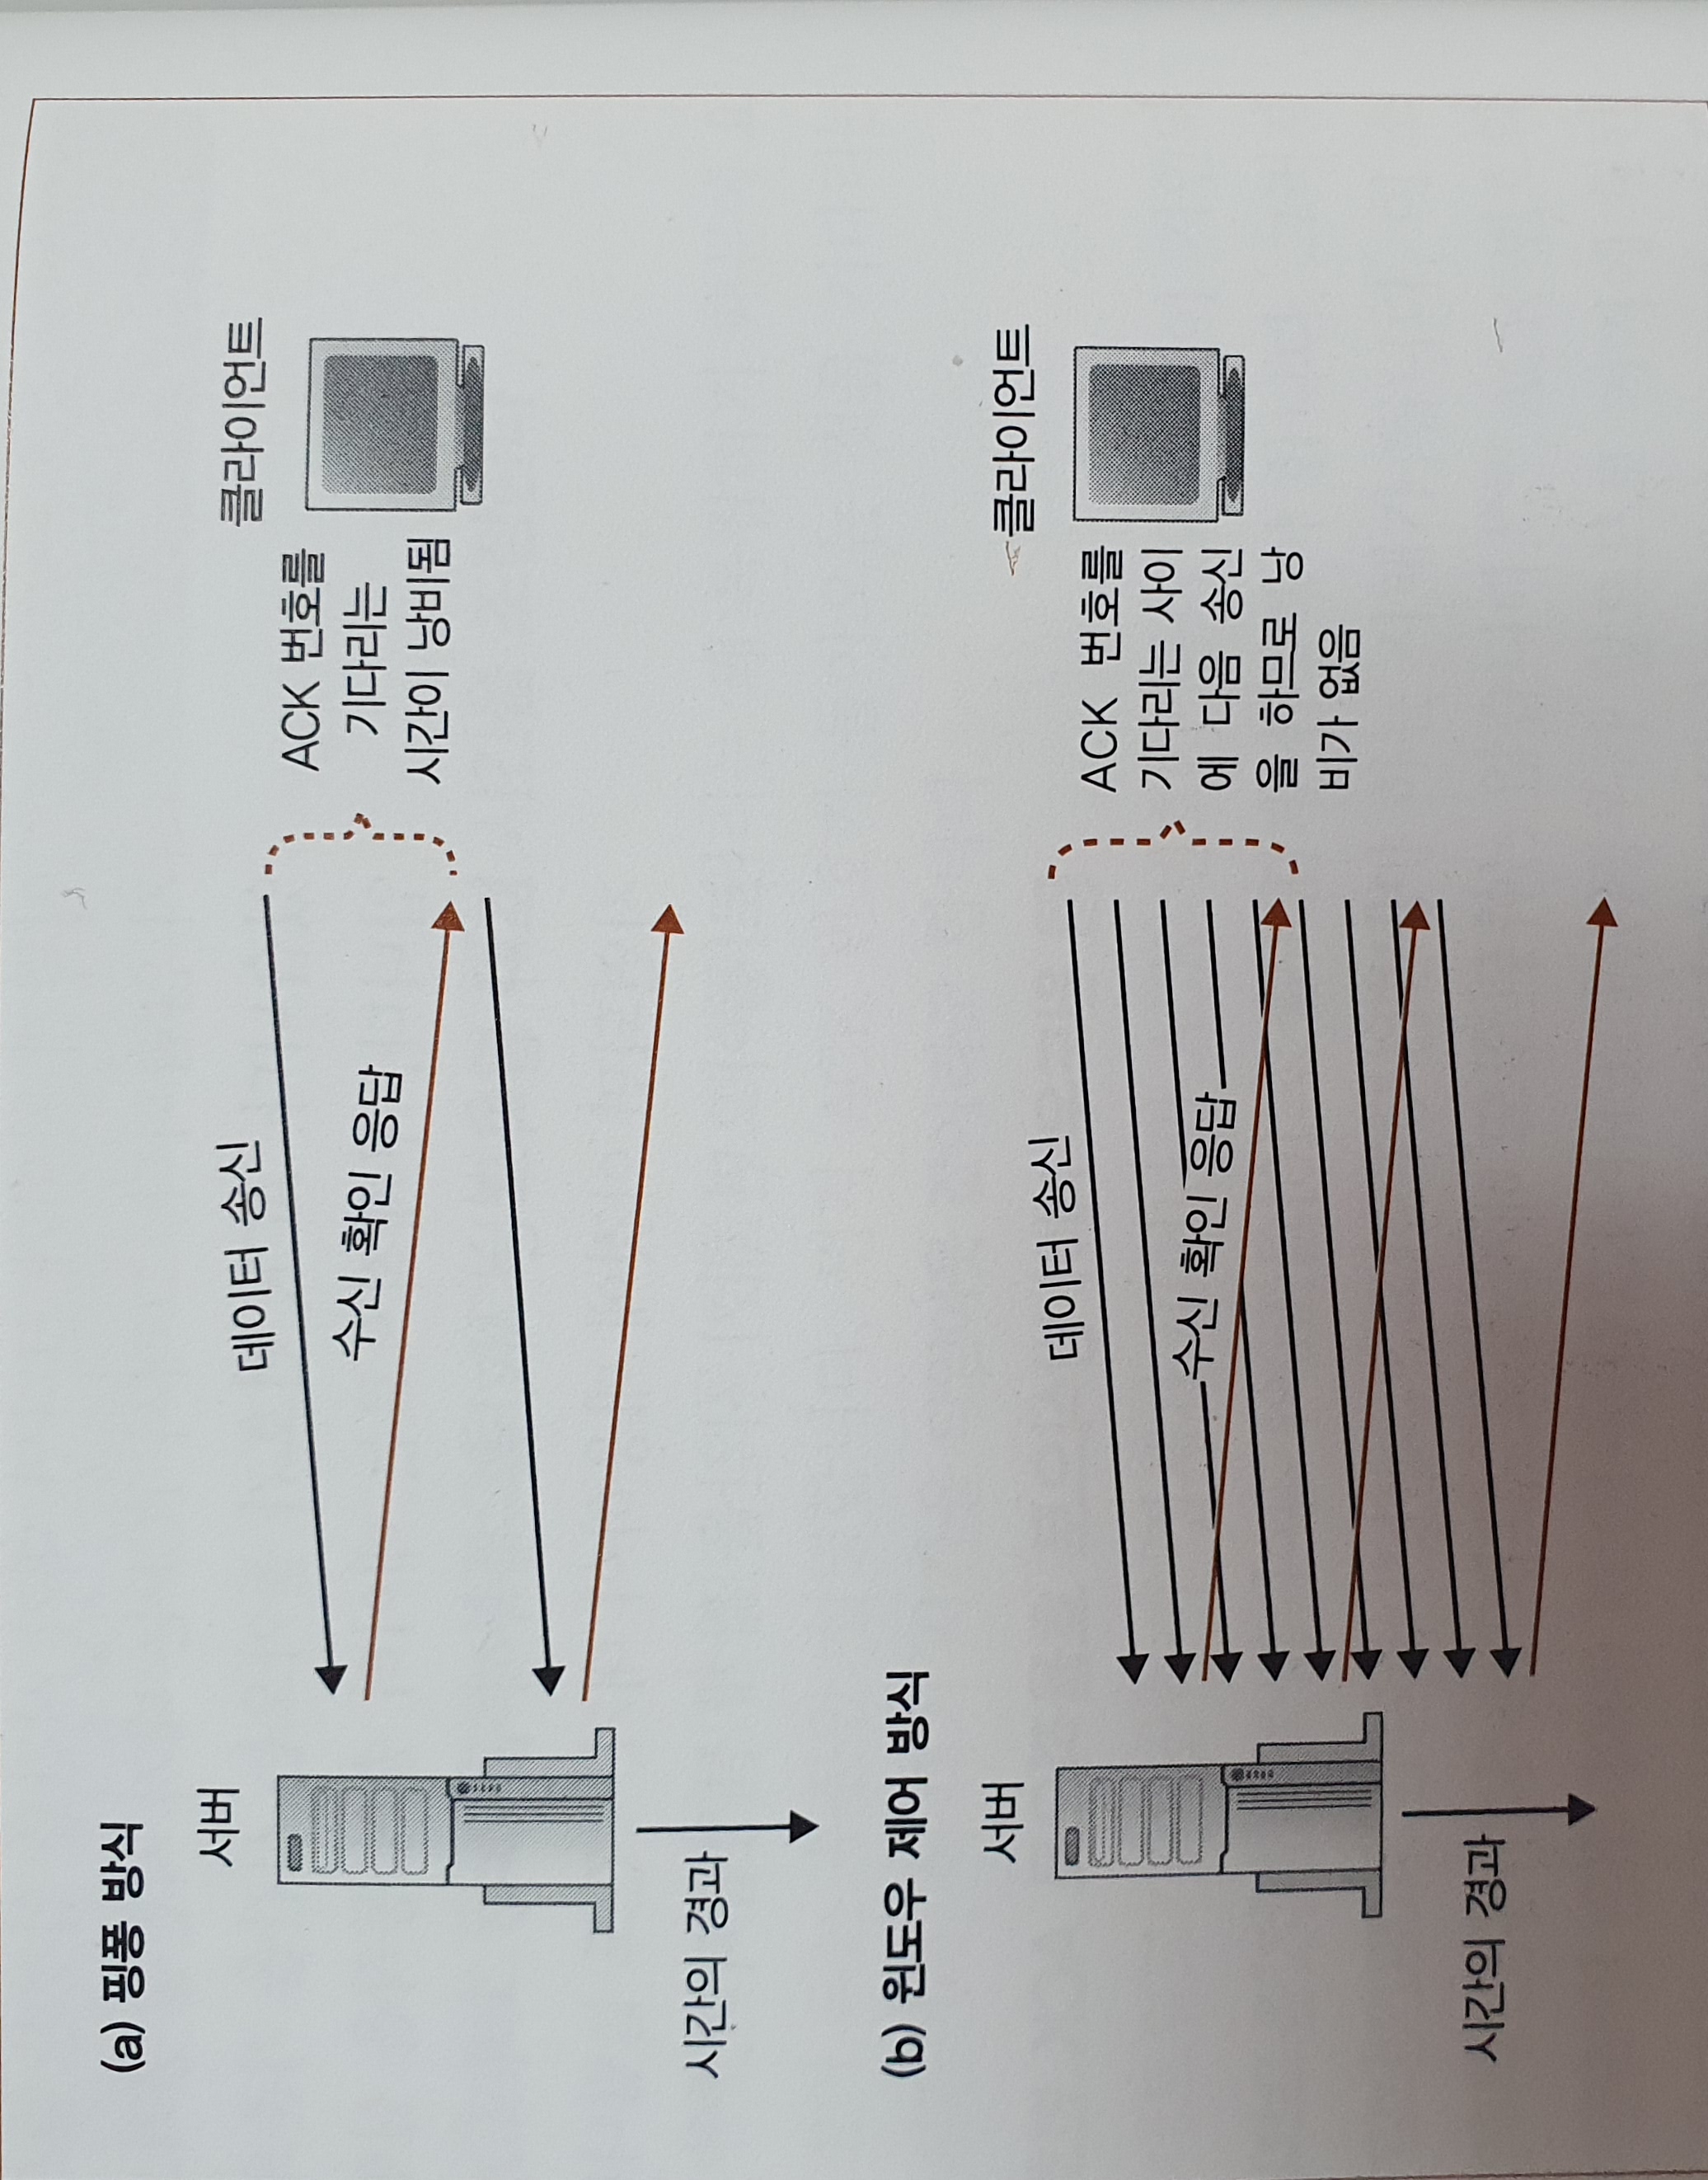 (a) 핑퐁 방식
서버
데이터 송신
클라이언트
수신 확인 응답
ACK 번호를
기다리는
시간이 낭비됨
시간의 경과
(b) 윈도우 제어 방식
서버
데이터 송신
클라이언트
수신 확인 응답
ACK 번호를
기다리는 사이
에 다음 송신
을 하므로 낭
비가 없음
시간의 경과